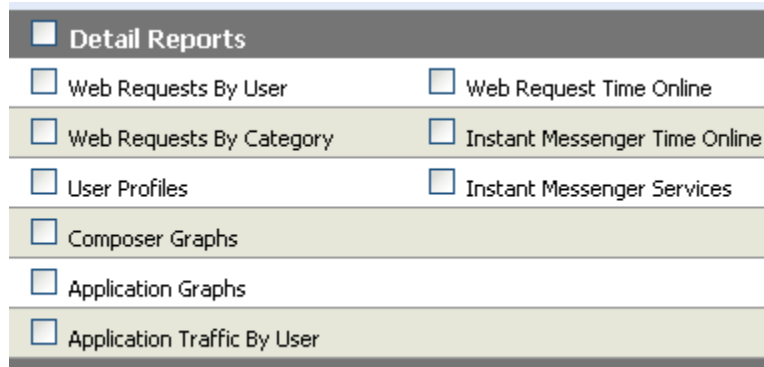 Detail Reports
Web Requests By User Web Request Time Online
Web Requests By Category Instant Messenger Time Online
User Profiles Instant Messenger Services
Composer Graphs
Application Graphs
Application Traffic By User